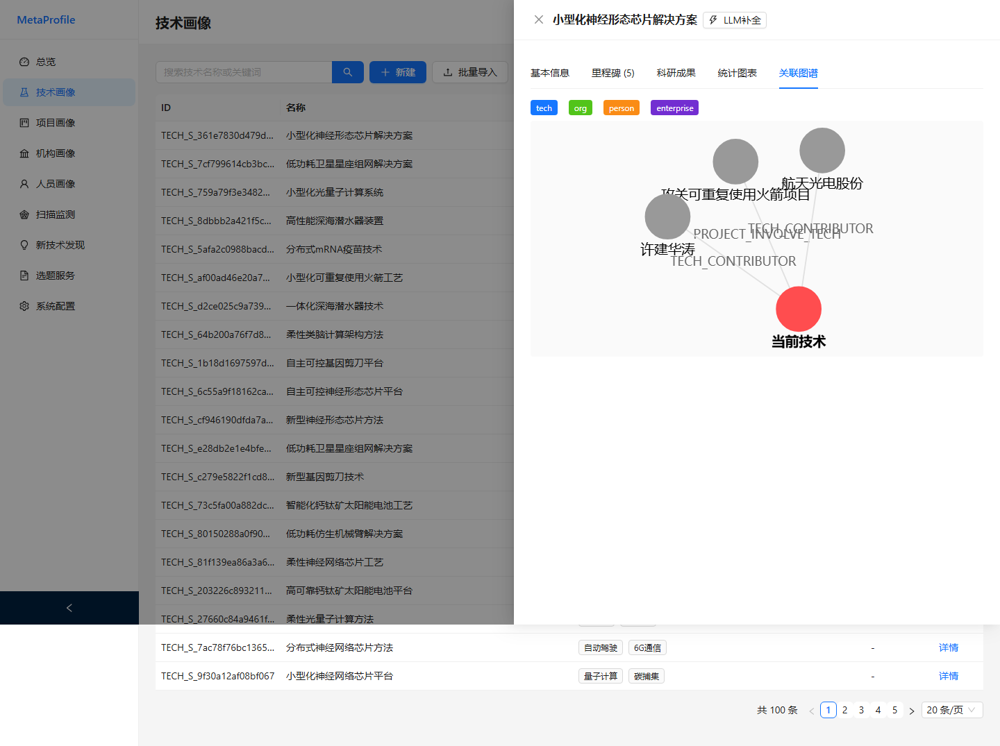 MetaProfile
总览
技术画像
项目画像
机构画像
人员画像
扫描监测
新技术发现
选题服务
系统配置
技术画像
搜索技术名称或关键词
新建
批量导入
ID 名称
TECH_S_361e7830d479d... 小型化神经形态芯片解决方案
TECH_S_7cf799614cb3bc... 低功耗卫星星座组网解决方案
TECH_S_759a79f3e3482... 小型化光量子计算系统
TECH_S_8dbbb2a421f5c... 高性能深海潜水器装置
TECH_S_5afa2c0988bacd... 分布式mRNA疫苗技术
TECH_S_af00ad46e20a7... 小型化可重复使用火箭工艺
TECH_S_d2ce025c9a739... 一体化深海潜水器技术
TECH_S_64b200a76f7d8... 柔性类脑计算架构方法
TECH_S_1b18d1697597d... 自主可控基因剪刀平台
TECH_S_6c55a9f18162ca... 自主可控神经形态芯片平台
TECH_S_cf946190dfda7a... 新型神经形态芯片方法
TECH_S_e28db2e1e4bfe... 低功耗卫星星座组网解决方案
TECH_S_c279e5822f1cd8... 新型基因剪刀技术
TECH_S_73c5fa00a882dc... 智能化钙钛矿太阳能电池工艺
TECH_S_80150288a0f90... 低功耗仿生机械臂解决方案
TECH_S_81f139ea86a3a6... 柔性神经网络芯片工艺
TECH_S_203226c893211... 高可靠钙钛矿太阳能电池平台
TECH_S_27660c84a9461f... 柔性光量子计算方法
TECH_S_7ac78f76bc1365... 分布式神经网络芯片方法 自动驾驶 6G通信 - 详情
TECH_S_9f30a12af08bf067 小型化神经网络芯片平台 量子计算 碳捕集 - 详情
共 100 条 1 2 3 4 5 20 条/页
小型化神经形态芯片解决方案 LLM补全
基本信息 里程碑 (5) 科研成果 统计图表 关联图谱
tech org person enterprise
航天光电股份
攻关可重复使用火箭项目
TECH_CONTRIBUTOR
PROJECT_INVOLVE_TECH
许建华涛
TECH_CONTRIBUTOR
当前技术